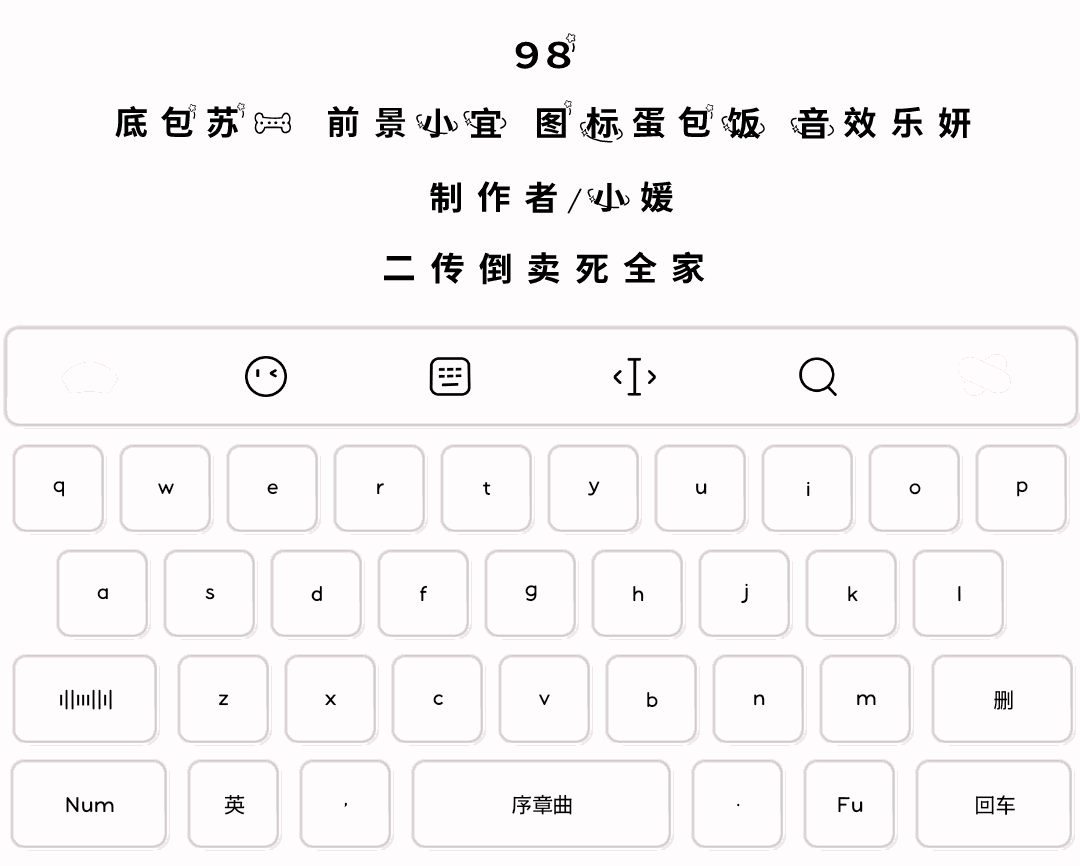 98
底包苏 前景小宜 图标蛋包饭 音效乐妍
制作者/小媛
二传倒卖死全家
q w e r t y u i o p
a s d f g h j k l
z x c v b n m 删
Num 英 , 序章曲 . Fu 回车